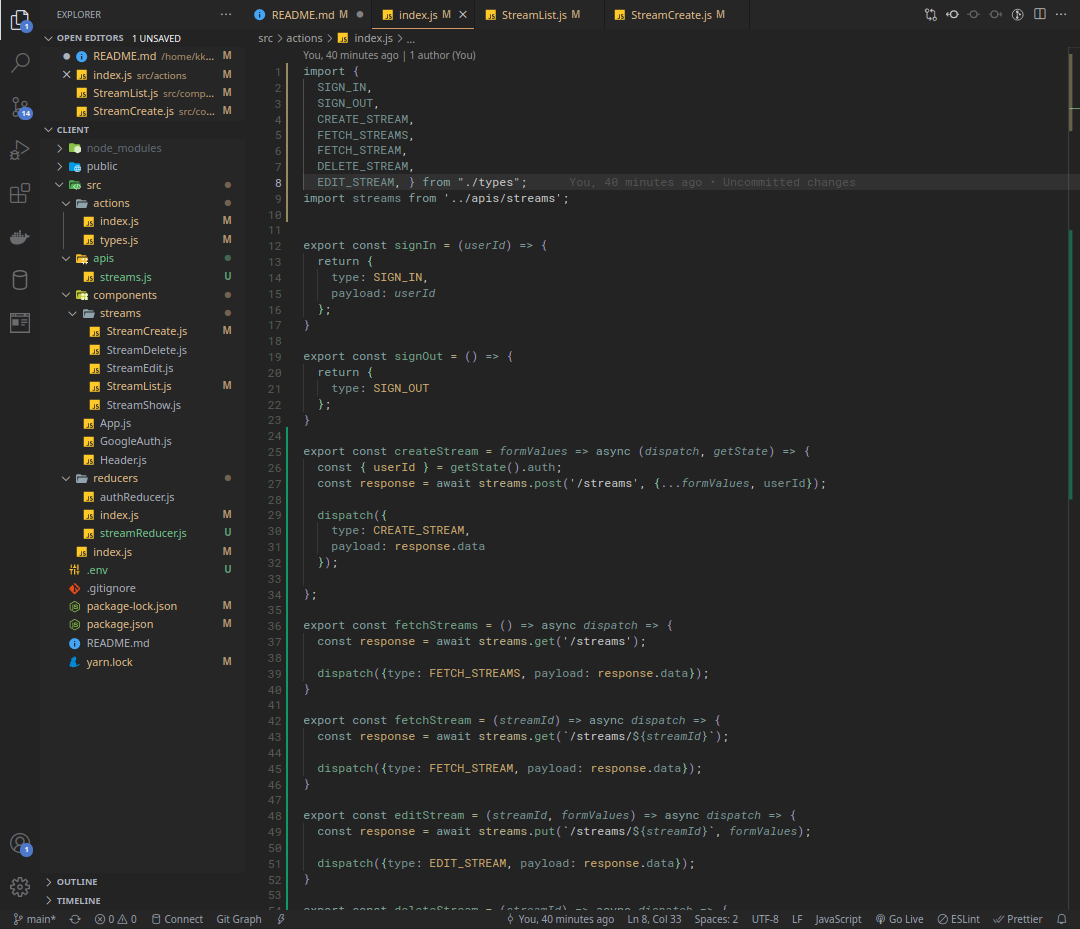 EXPLORER
···
README.md M
index.js M
StreamList.js M
StreamCreate.js M
OPEN EDITORS 1 UNSAVED
README.md /home/kk... M
index.js src/actions M
StreamList.js src/comp... M
StreamCreate.js src/co... M
CLIENT
node_modules
public
src
actions
index.js M
types.js M
apis
streams.js U
components
streams
StreamCreate.js M
StreamDelete.js
StreamEdit.js
StreamList.js M
StreamShow.js
App.js
GoogleAuth.js
Header.js
reducers
authReducer.js
index.js M
streamReducer.js U
index.js M
.env U
.gitignore
package-lock.json M
package.json M
README.md
yarn.lock M
OUTLINE
TIMELINE
1
14
1
src > actions > index.js > ...
You, 40 minutes ago | 1 author (You)
1 import {
2 SIGN_IN,
3 SIGN_OUT,
4 CREATE_STREAM,
5 FETCH_STREAMS,
6 FETCH_STREAM,
7 DELETE_STREAM,
8 EDIT_STREAM, } from "./types"; You, 40 minutes ago • Uncommitted changes
9 import streams from '../apis/streams';
10
11
12 export const signIn = (userId) => {
13 return {
14 type: SIGN_IN,
15 payload: userId
16 };
17 }
18
19 export const signOut = () => {
20 return {
21 type: SIGN_OUT
22 };
23 }
24
25 export const createStream = formValues => async (dispatch, getState) => {
26 const { userId } = getState().auth;
27 const response = await streams.post('/streams', {...formValues, userId});
28
29 dispatch({
30 type: CREATE_STREAM,
31 payload: response.data
32 });
33
34 };
35
36 export const fetchStreams = () => async dispatch => {
37 const response = await streams.get('/streams');
38
39 dispatch({type: FETCH_STREAMS, payload: response.data});
40 }
41
42 export const fetchStream = (streamId) => async dispatch => {
43 const response = await streams.get(`/streams/${streamId}`);
44
45 dispatch({type: FETCH_STREAM, payload: response.data});
46 }
47
48 export const editStream = (streamId, formValues) => async dispatch => {
49 const response = await streams.put(`/streams/${streamId}`, formValues);
50
51 dispatch({type: EDIT_STREAM, payload: response.data});
52 }
53
main* 0 0 Connect Git Graph You, 40 minutes ago Ln 8, Col 33 Spaces: 2 UTF-8 LF JavaScript Go Live ESLint Prettier